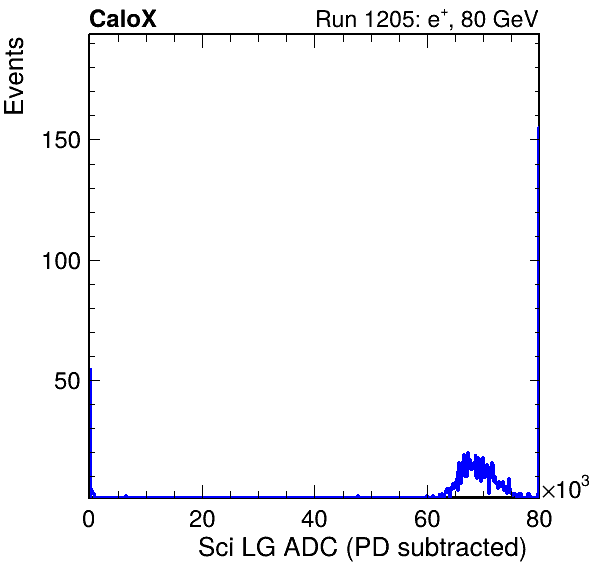 CaloX Run 1205: e⁺, 80 GeV
Events
150
100
50
0 20 40 60 80
×10³
Sci LG ADC (PD subtracted)